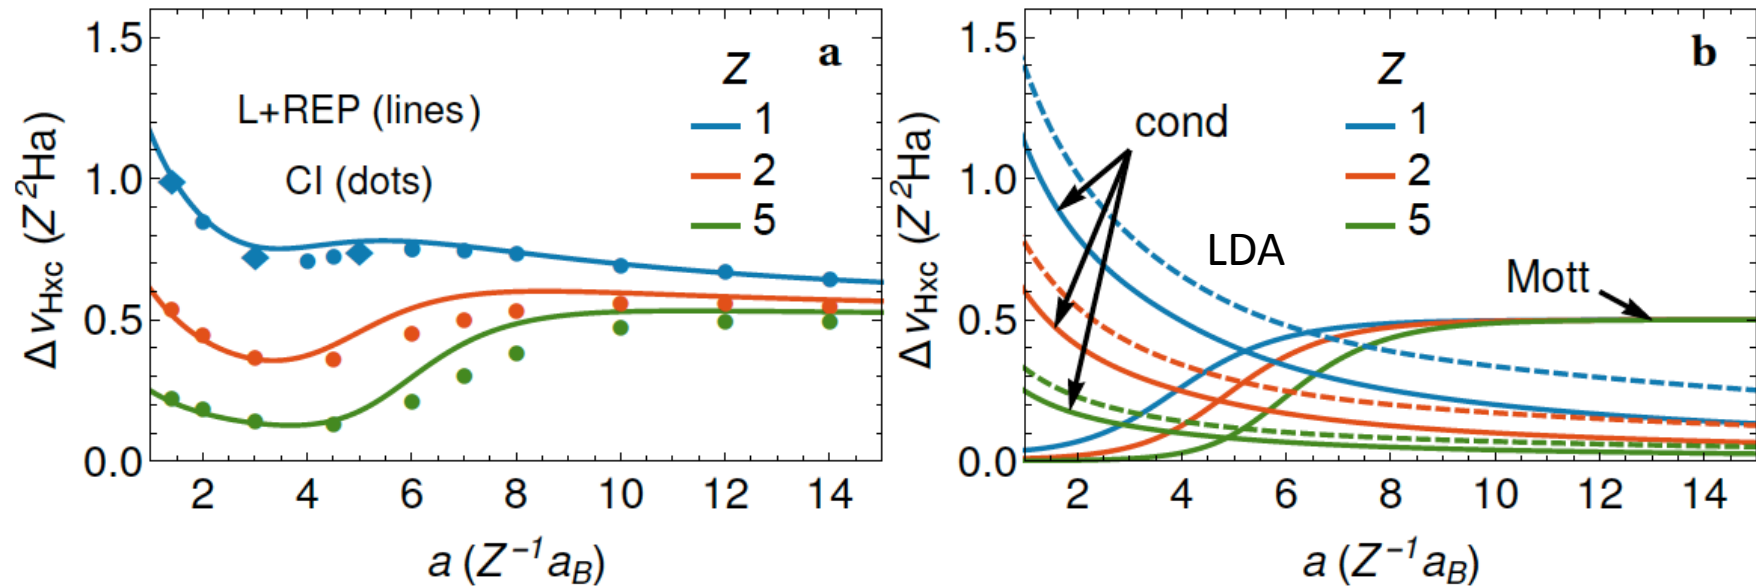 1.5
1.0
0.5
0.0
Δ v_Hxc (Z²Ha)
L+REP (lines)
CI (dots)
Z
1
2
5
a
2 4 6 8 10 12 14
a (Z⁻¹a_B)
1.5
1.0
0.5
0.0
Δ v_Hxc (Z²Ha)
cond
LDA
Mott
Z
1
2
5
b
2 4 6 8 10 12 14
a (Z⁻¹a_B)